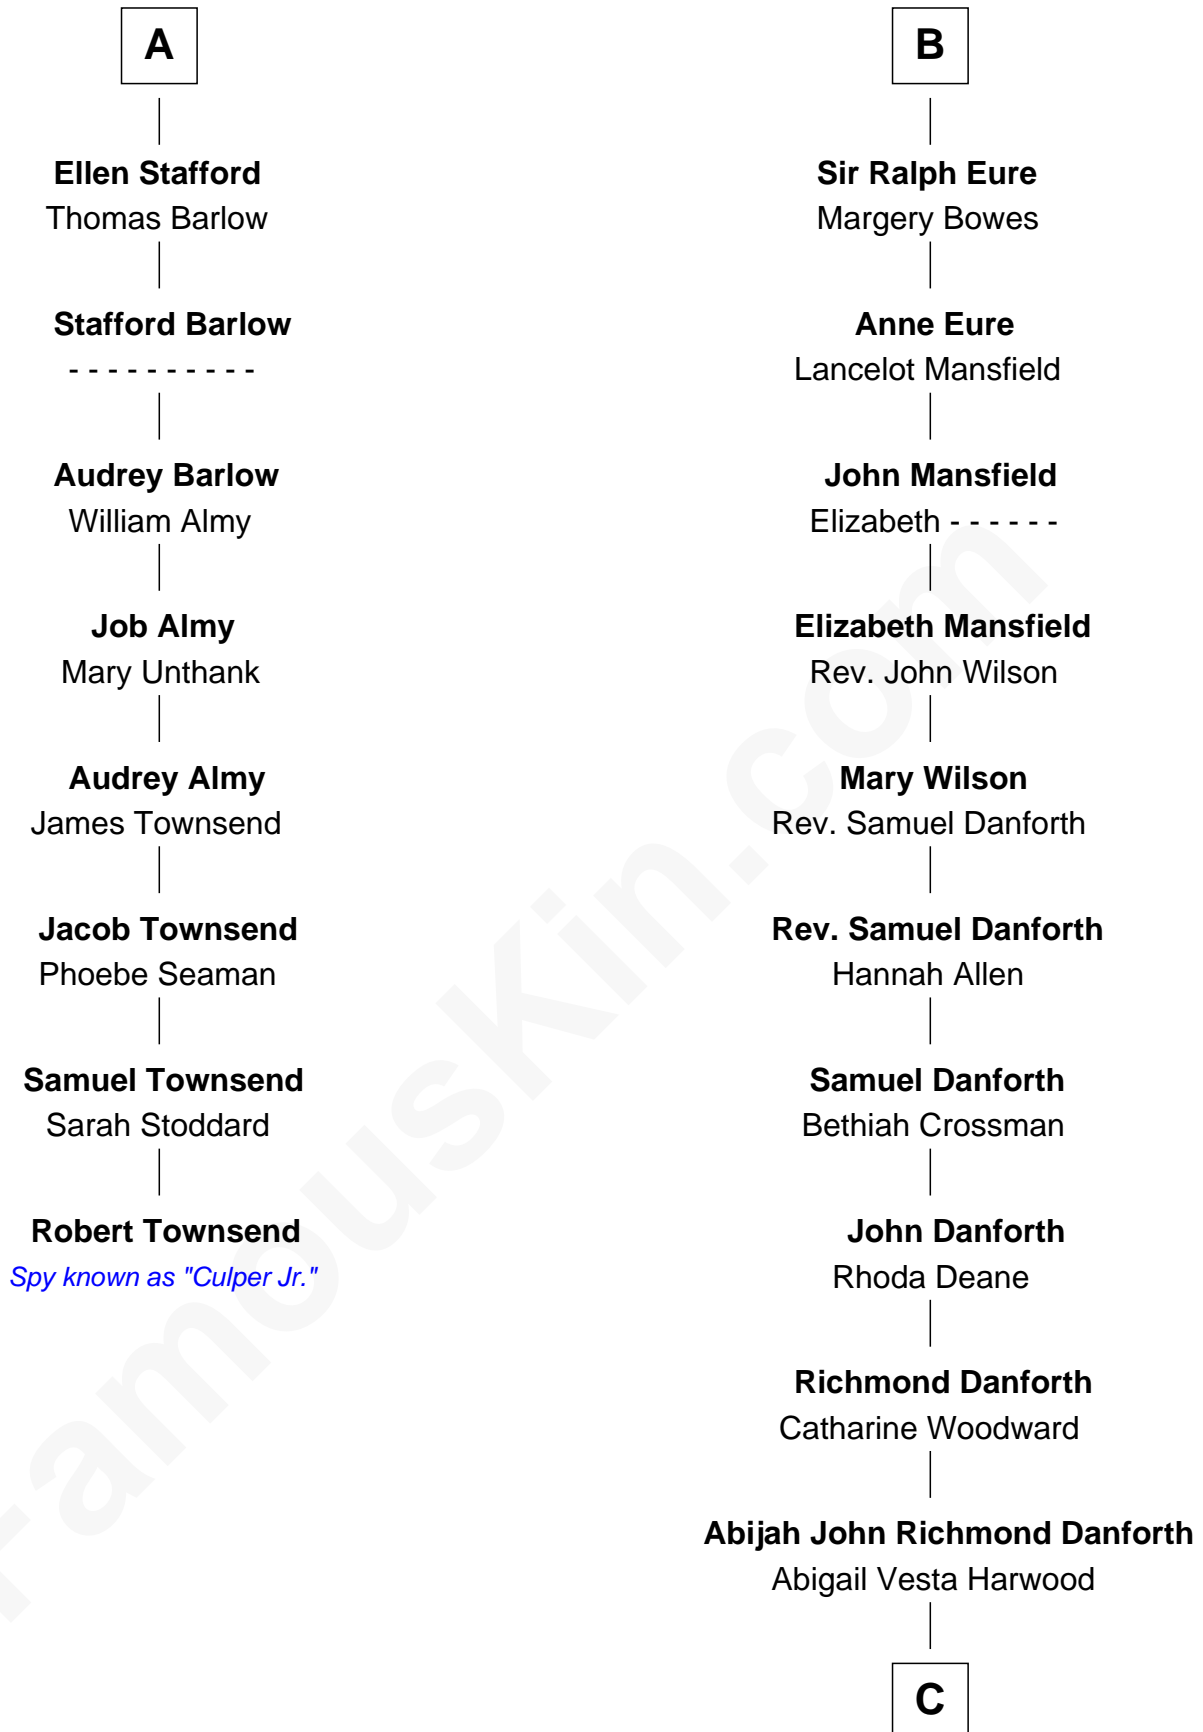 A
Ellen Stafford
Thomas Barlow
Stafford Barlow
- - - - - - - - - -
Audrey Barlow
William Almy
Job Almy
Mary Unthank
Audrey Almy
James Townsend
Jacob Townsend
Phoebe Seaman
Samuel Townsend
Sarah Stoddard
Robert Townsend
Spy known as "Culper Jr."
B
Sir Ralph Eure
Margery Bowes
Anne Eure
Lancelot Mansfield
John Mansfield
Elizabeth - - - - - -
Elizabeth Mansfield
Rev. John Wilson
Mary Wilson
Rev. Samuel Danforth
Rev. Samuel Danforth
Hannah Allen
Samuel Danforth
Bethiah Crossman
John Danforth
Rhoda Deane
Richmond Danforth
Catharine Woodward
Abijah John Richmond Danforth
Abigail Vesta Harwood
C
FamousKin.com